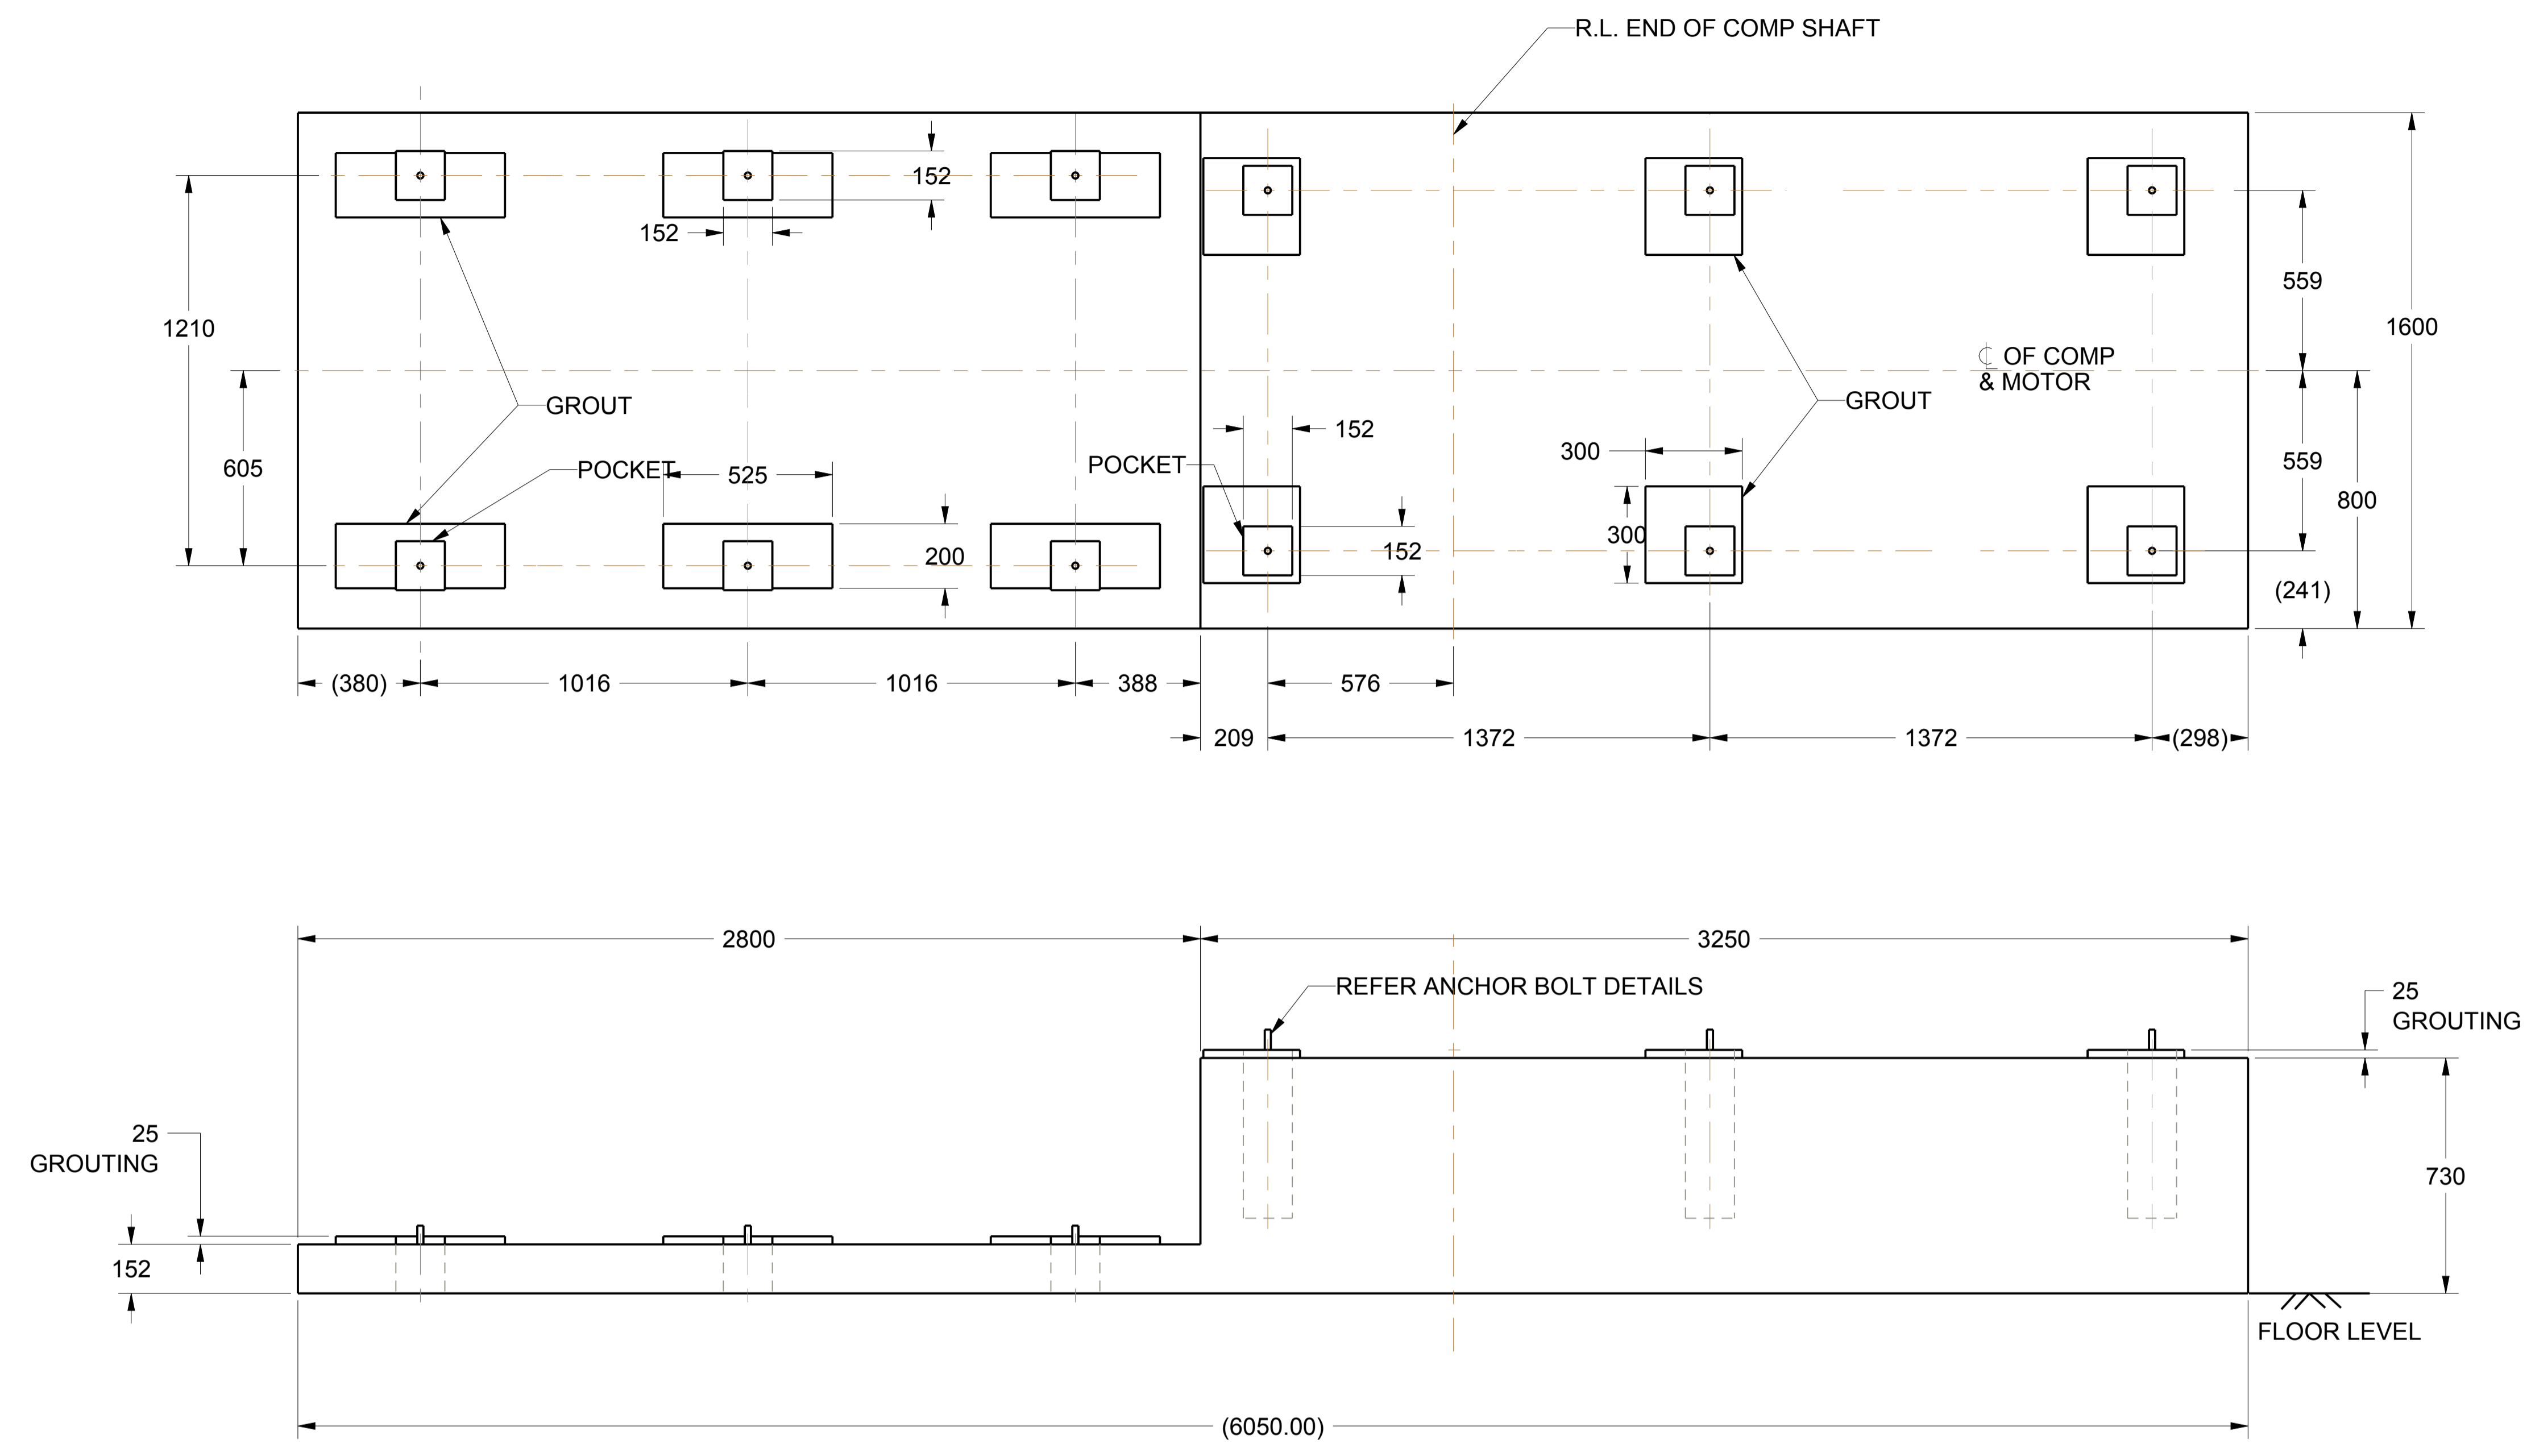 R.L. END OF COMP SHAFT
152
152
1210
559
1600
℄ OF COMP
& MOTOR
GROUT
GROUT
152
300
605
POCKET
525
POCKET
559
800
200
300
152
(241)
(380)
1016
1016
388
576
209
1372
1372
(298)
2800
3250
REFER ANCHOR BOLT DETAILS
25
GROUTING
25
GROUTING
730
152
FLOOR LEVEL
(6050.00)